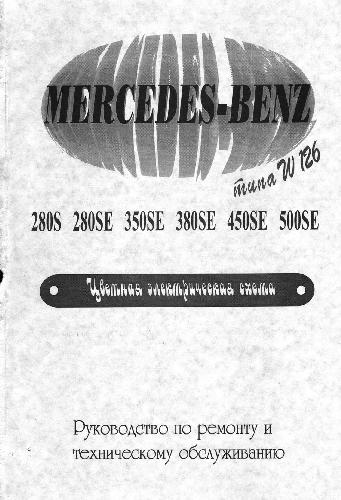 MERCEDES-BENZ
типа W 126
280S 280SE 350SE 380SE 450SE 500SE
Цветная электрическая схема
Руководство по ремонту и
техническому обслуживанию